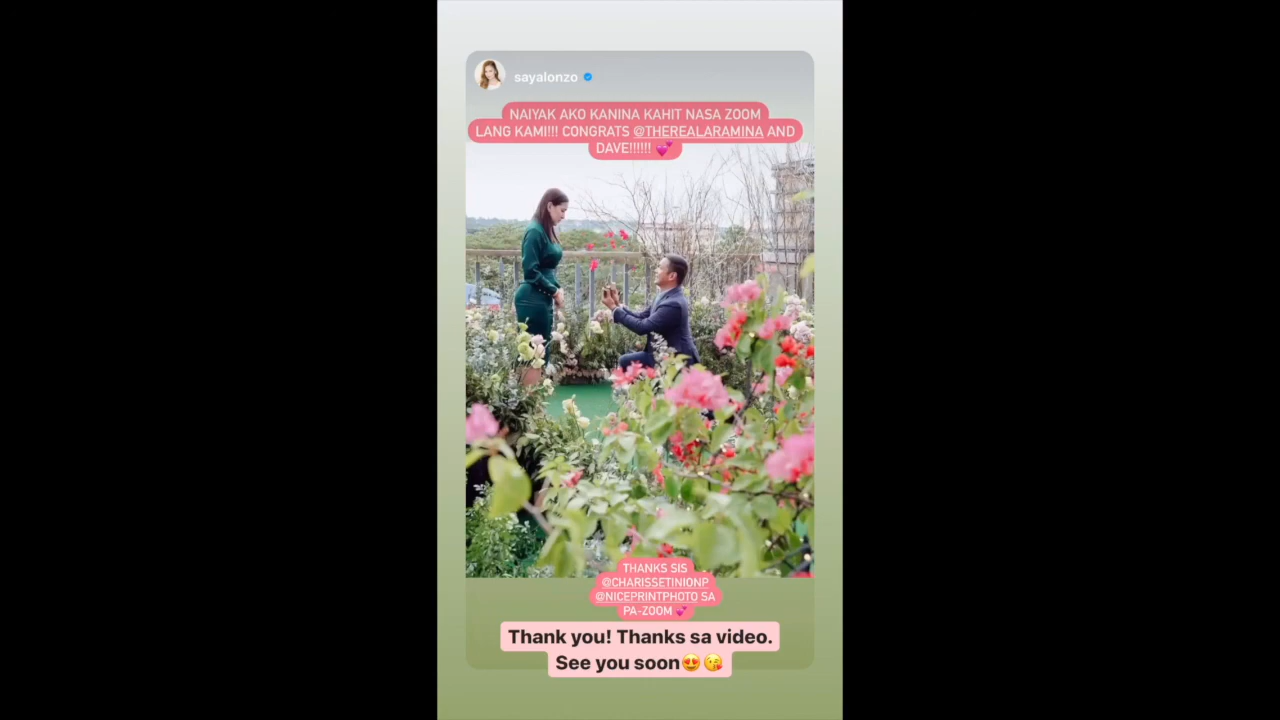 sayalonzo
NAIYAK AKO KANINA KAHIT NASA ZOOM
LANG KAMI!!! CONGRATS @THEREALARAMINA AND
DAVE!!!!!! 💞
THANKS SIS
@CHARISSETINIONP
@NICEPRINTPHOTO SA
PA-ZOOM 💞
Thank you! Thanks sa video.
See you soon😍😘